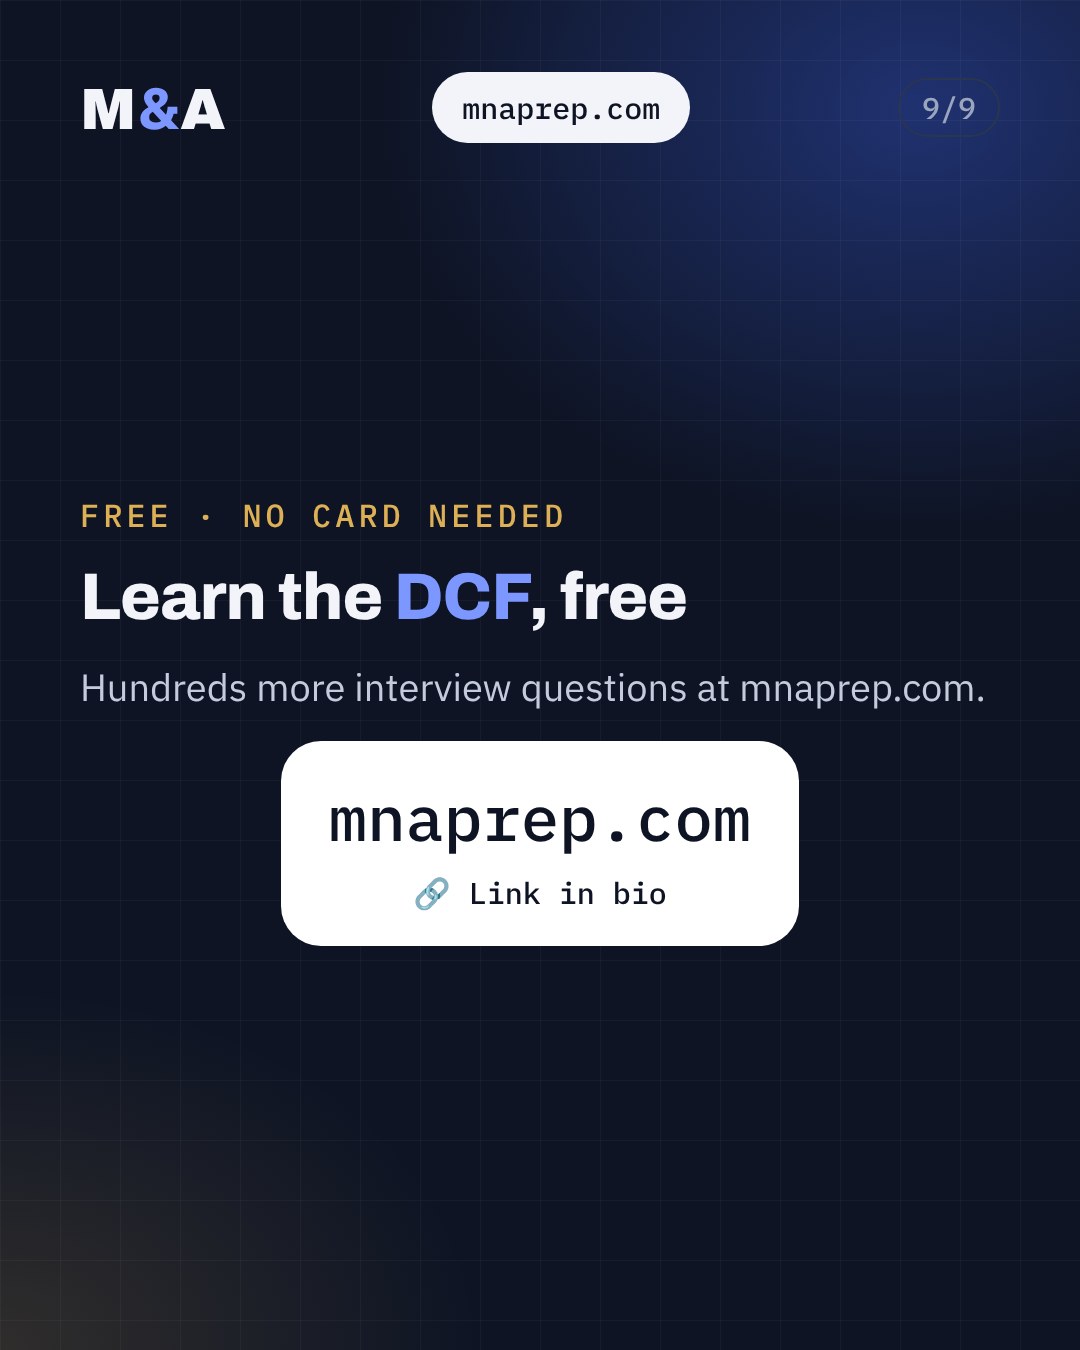 M&A
mnaprep.com
9/9
FREE · NO CARD NEEDED
Learn the DCF, free
Hundreds more interview questions at mnaprep.com.
mnaprep.com
🔗 Link in bio